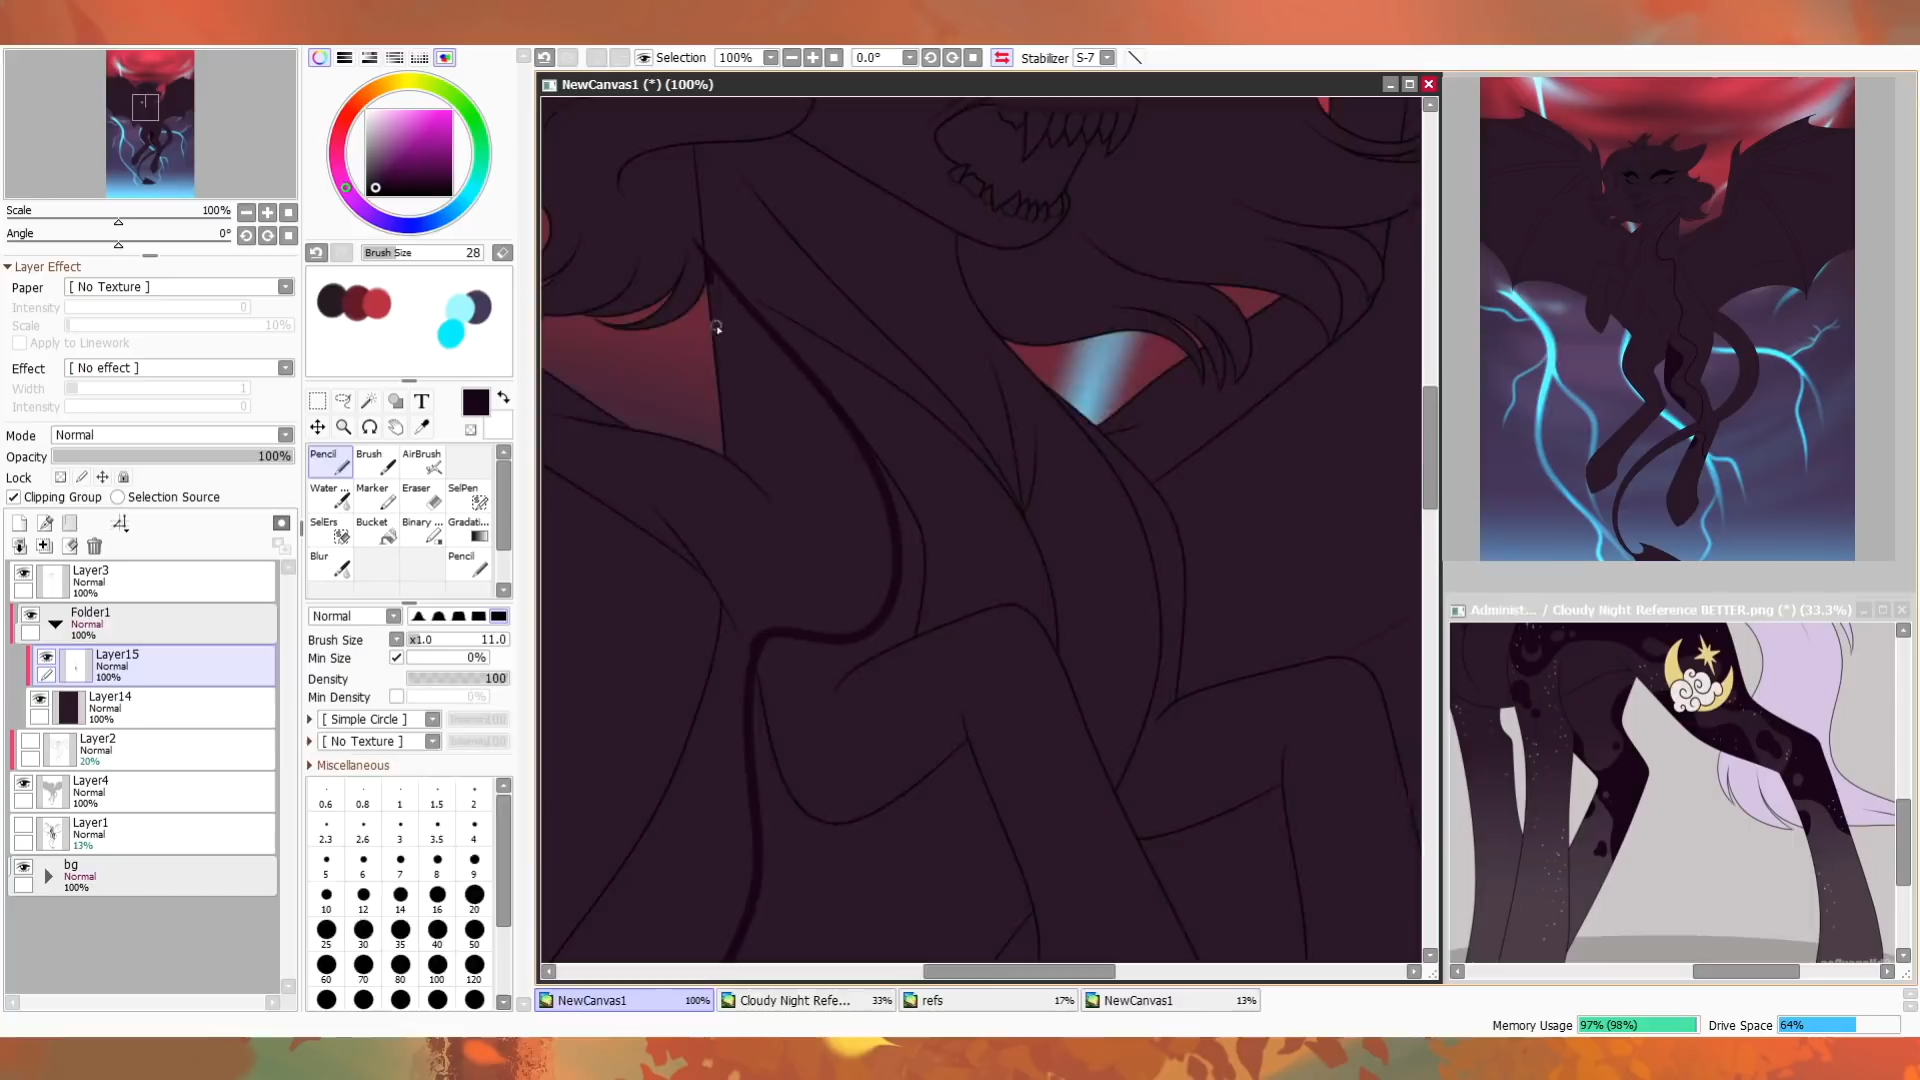 Selection 100% 0.0° Stabilizer S-7
NewCanvas1 (*) (100%)
Scale 100%
Angle 0°
Layer Effect
Paper [ No Texture ]
Intensity 0
Scale 10%
Apply to Linework
Effect [ No effect ]
Width 1
Intensity 0
Mode Normal
Opacity 100%
Lock
Clipping Group Selection Source
Layer3
Normal
100%
Folder1
Normal
100%
Layer15
Normal
100%
Layer14
Normal
100%
Layer2
Normal
20%
Layer4
Normal
100%
Layer1
Normal
13%
bg
Normal
100%
Brush Size 28
T
Pencil Brush AirBrush
Water ... Marker Eraser SelPen
SelErs Bucket Binary ... Gradati...
Blur Pencil
Normal
Brush Size x1.0 11.0
Min Size 0%
Density 100
Min Density 0%
[ Simple Circle ]
[ No Texture ]
Miscellaneous
0.6 0.8 1 1.5 2
2.3 2.6 3 3.5 4
5 6 7 8 9
10 12 14 16 20
25 30 35 40 50
60 70 80 100 120
Administ... / Cloudy Night Reference BETTER.png (*) (33.3%)
NewCanvas1 100% Cloudy Night Refe... 33% refs 17% NewCanvas1 13%
Memory Usage 97% (98%) Drive Space 64%